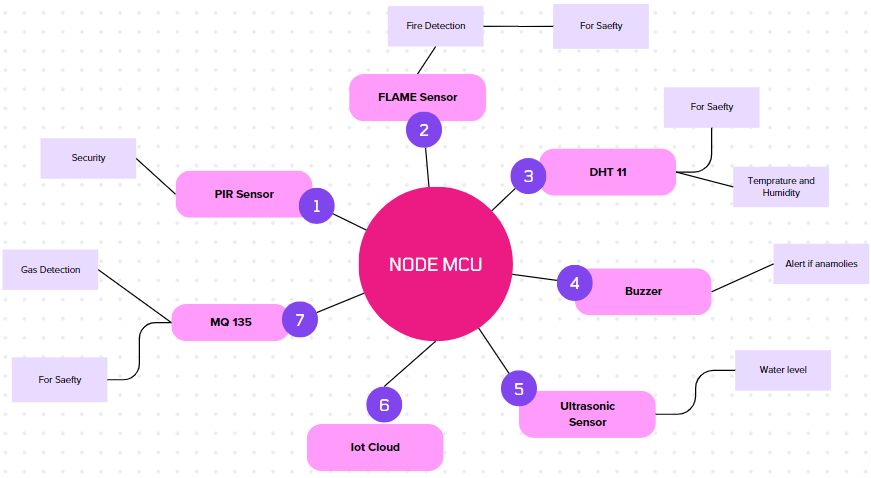 Fire Detection
For Saefty
FLAME Sensor
2
For Saefty
Security
DHT 11
3
Temprature and
Humidity
PIR Sensor
1
NODE MCU
Gas Detection
Alert if anamolies
4
Buzzer
MQ 135
7
For Saefty
Water level
5
Ultrasonic
Sensor
6
Iot Cloud